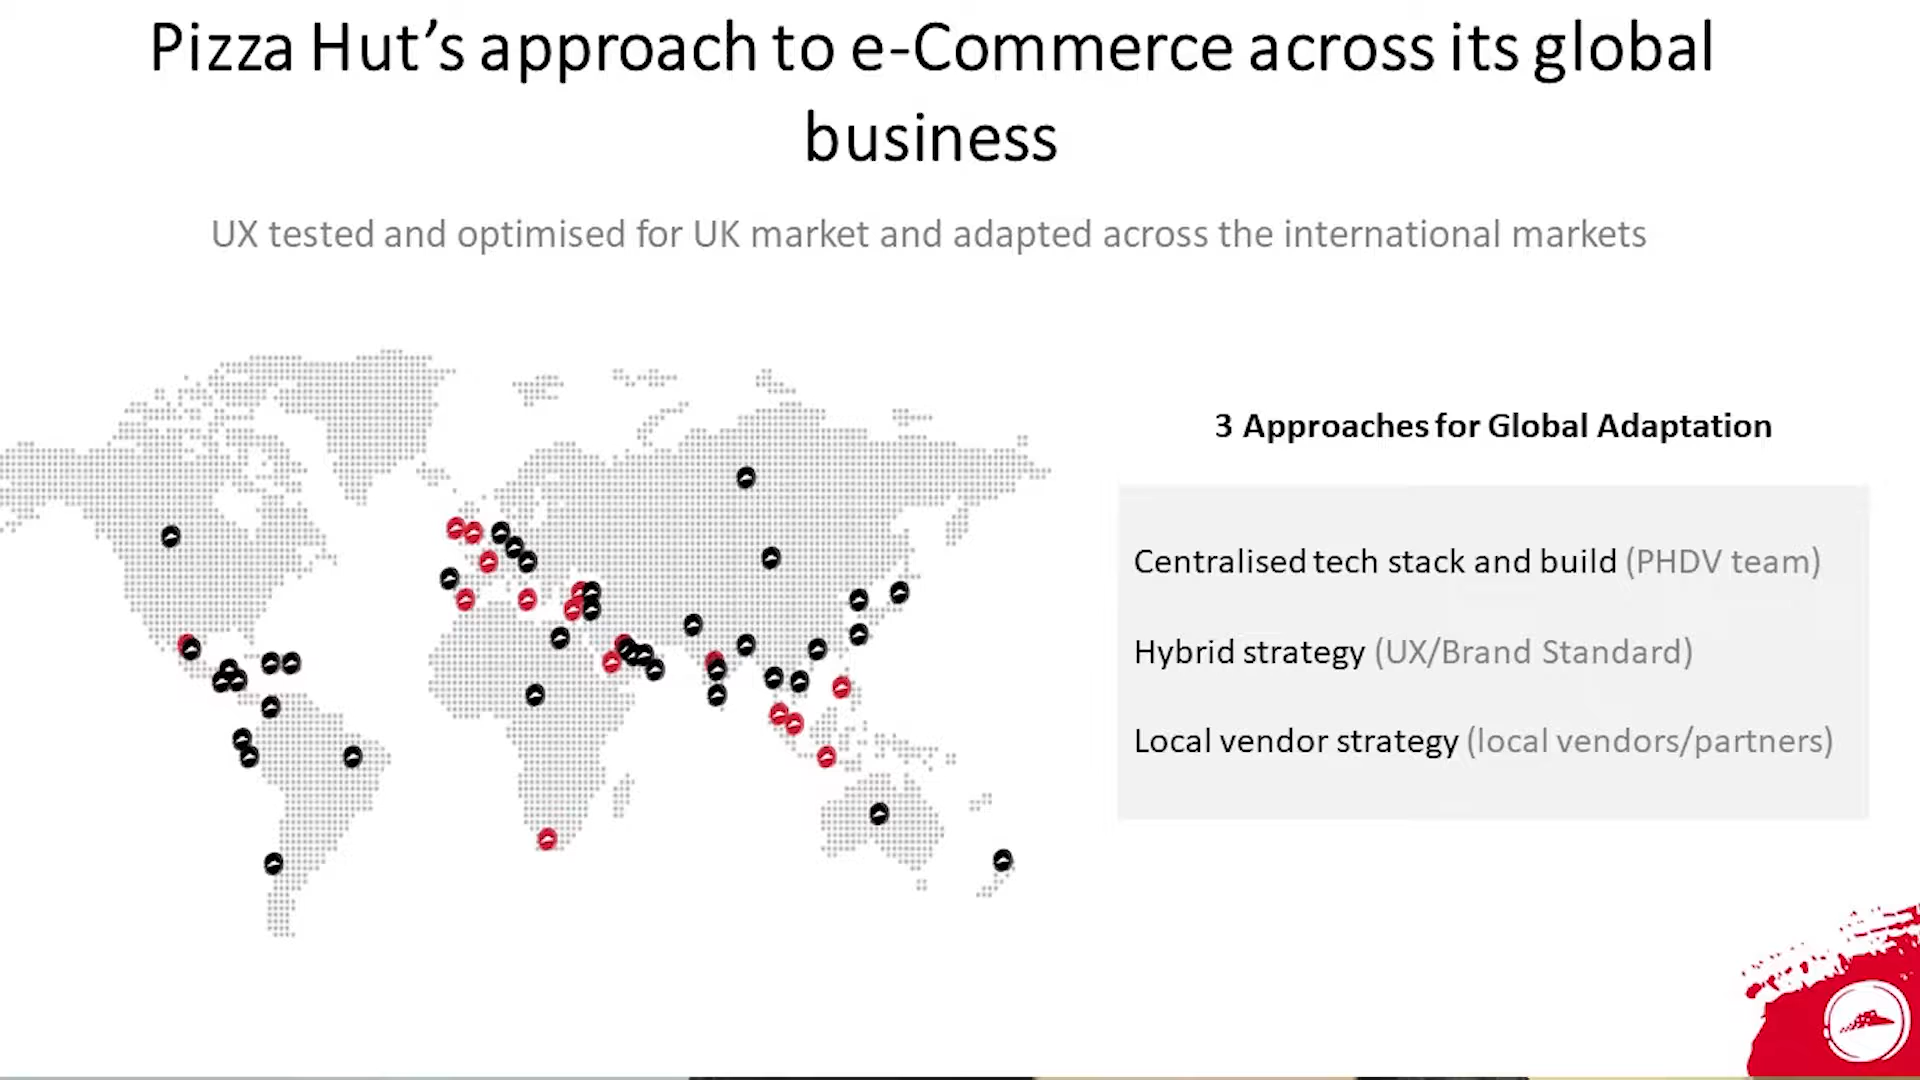 Pizza Hut’s approach to e-Commerce across its global
business
UX tested and optimised for UK market and adapted across the international markets
3 Approaches for Global Adaptation
Centralised tech stack and build (PHDV team)
Hybrid strategy (UX/Brand Standard)
Local vendor strategy (local vendors/partners)